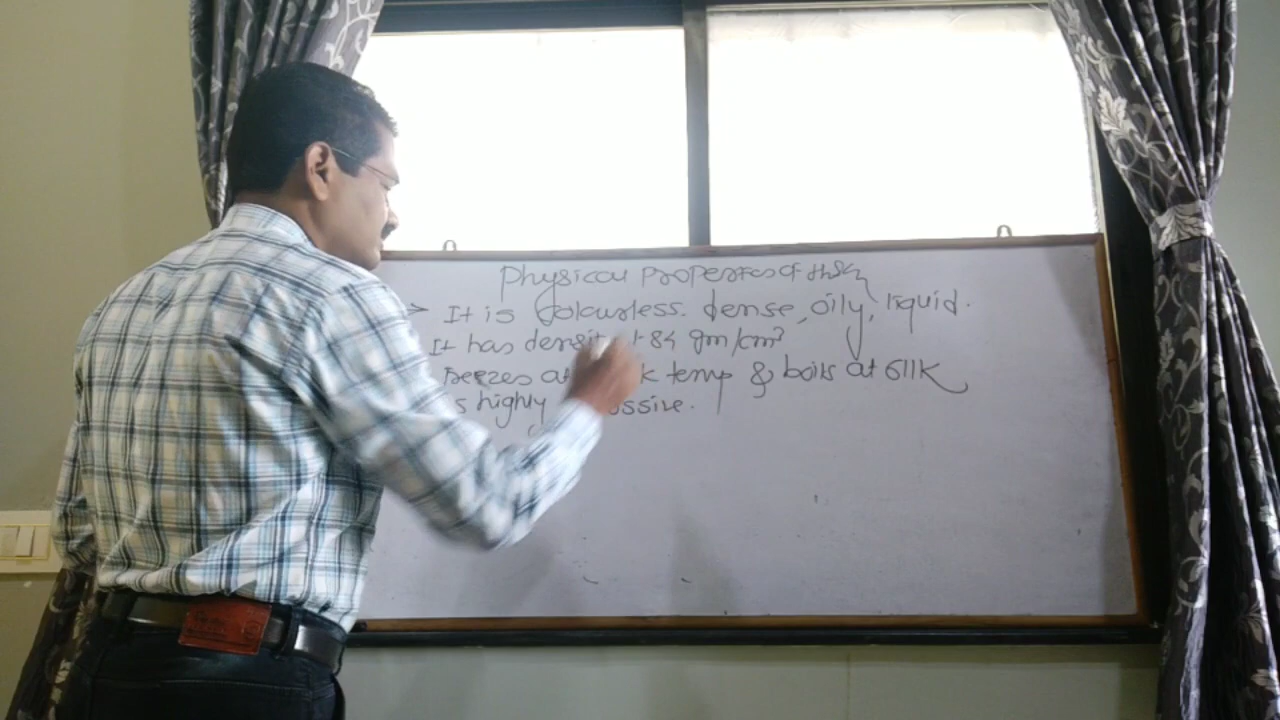 Physical Properties of H2SO4
→ It is Colourless. dense, oily, liquid.
It has density 1.84 gm/cm³
freezes at k temp & boils at 611K
is highly